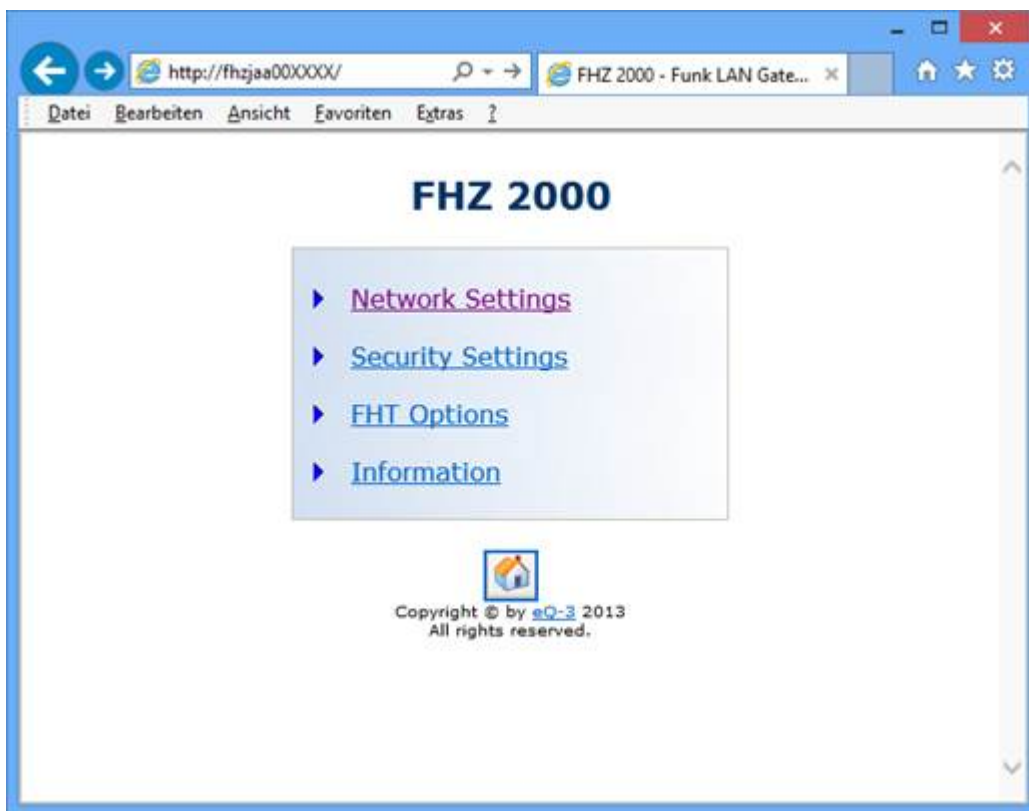 http://fhzjaa00XXXX/
FHZ 2000 - Funk LAN Gate...
Datei Bearbeiten Ansicht Favoriten Extras ?
FHZ 2000
Network Settings
Security Settings
FHT Options
Information
Copyright © by eQ-3 2013
All rights reserved.